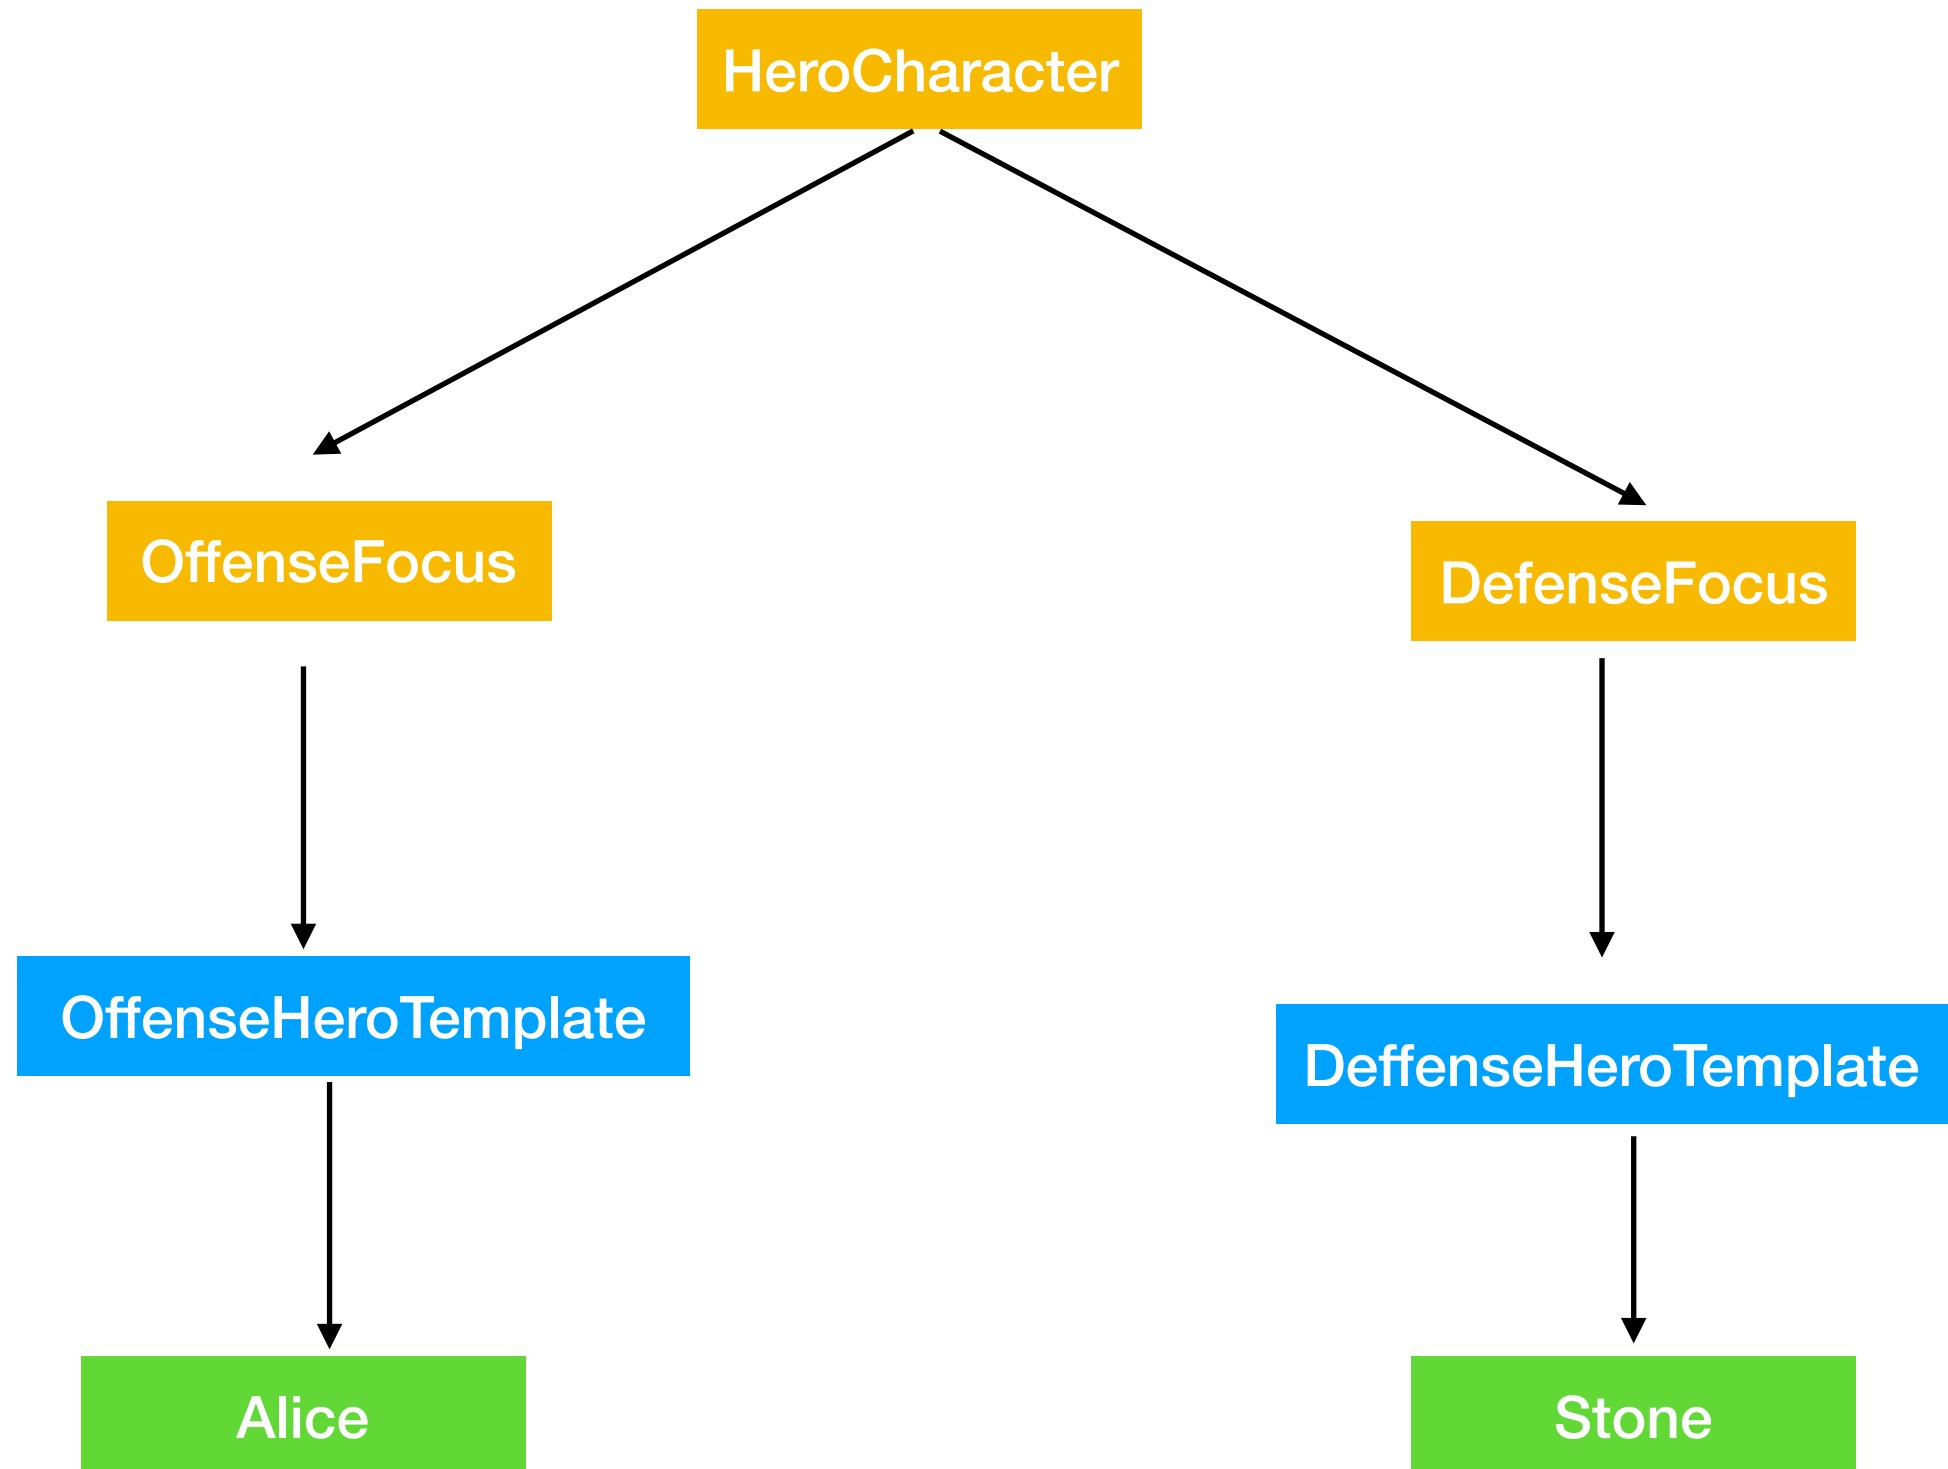 HeroCharacter
OffenseFocus
DefenseFocus
OffenseHeroTemplate
DeffenseHeroTemplate
Alice
Stone